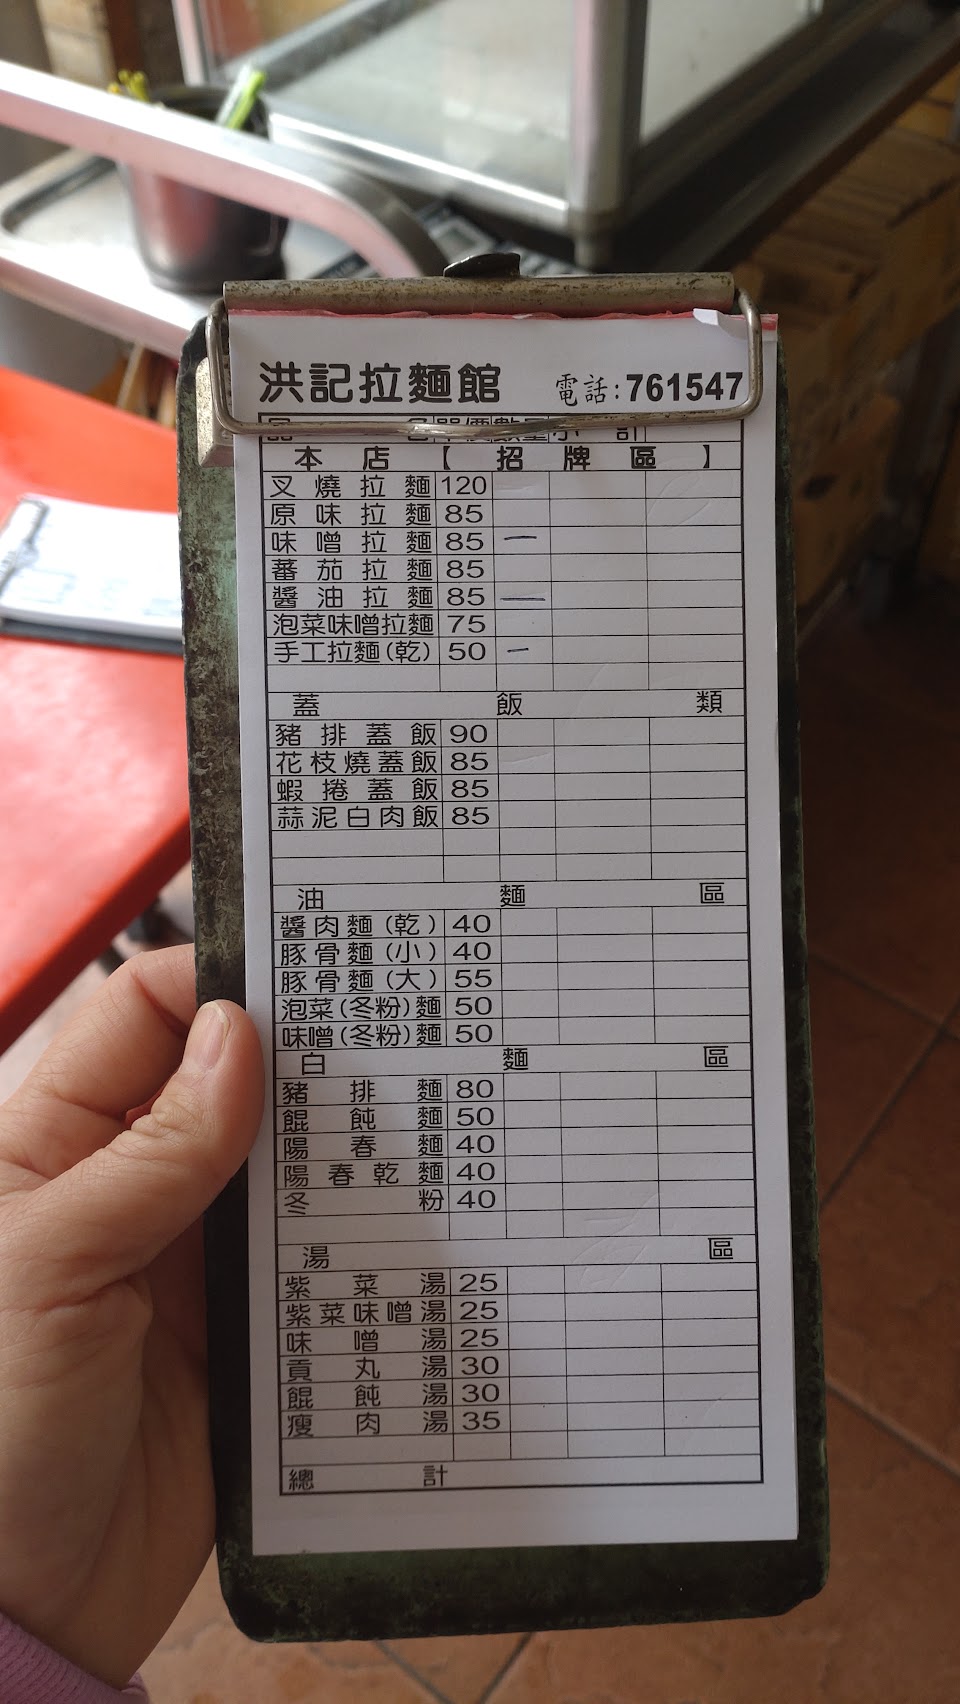 洪記拉麵館 電話:761547
品 名 單價 數量 小 計
本店【招牌區】
叉燒拉麵 120
原味拉麵 85
味噌拉麵 85 一
蕃茄拉麵 85
醬油拉麵 85 一
泡菜味噌拉麵 75
手工拉麵(乾) 50 一
蓋飯類
豬排蓋飯 90
花枝燒蓋飯 85
蝦捲蓋飯 85
蒜泥白肉飯 85
油麵區
醬肉麵(乾) 40
豚骨麵(小) 40
豚骨麵(大) 55
泡菜(冬粉)麵 50
味噌(冬粉)麵 50
白麵區
豬排麵 80
餛飩麵 50
陽春麵 40
陽春乾麵 40
冬粉 40
湯區
紫菜湯 25
紫菜味噌湯 25
味噌湯 25
貢丸湯 30
餛飩湯 30
瘦肉湯 35
總計